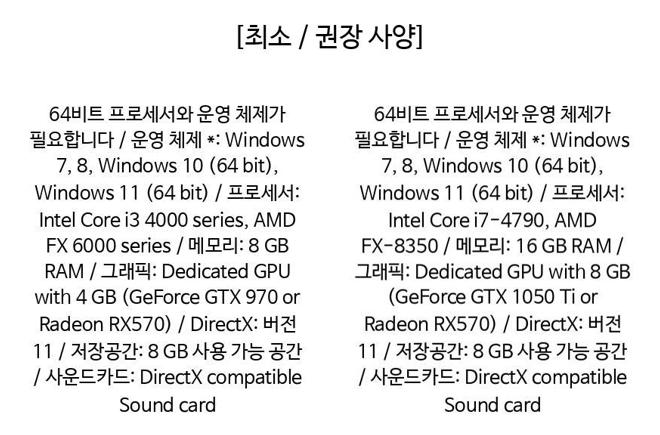 [최소 / 권장 사양]
64비트 프로세서와 운영 체제가
필요합니다 / 운영 체제 *: Windows
7, 8, Windows 10 (64 bit),
Windows 11 (64 bit) / 프로세서:
Intel Core i3 4000 series, AMD
FX 6000 series / 메모리: 8 GB
RAM / 그래픽: Dedicated GPU
with 4 GB (GeForce GTX 970 or
Radeon RX570) / DirectX: 버전
11 / 저장공간: 8 GB 사용 가능 공간
/ 사운드카드: DirectX compatible
Sound card
64비트 프로세서와 운영 체제가
필요합니다 / 운영 체제 *: Windows
7, 8, Windows 10 (64 bit),
Windows 11 (64 bit) / 프로세서:
Intel Core i7-4790, AMD
FX-8350 / 메모리: 16 GB RAM /
그래픽: Dedicated GPU with 8 GB
(GeForce GTX 1050 Ti or
Radeon RX570) / DirectX: 버전
11 / 저장공간: 8 GB 사용 가능 공간
/ 사운드카드: DirectX compatible
Sound card